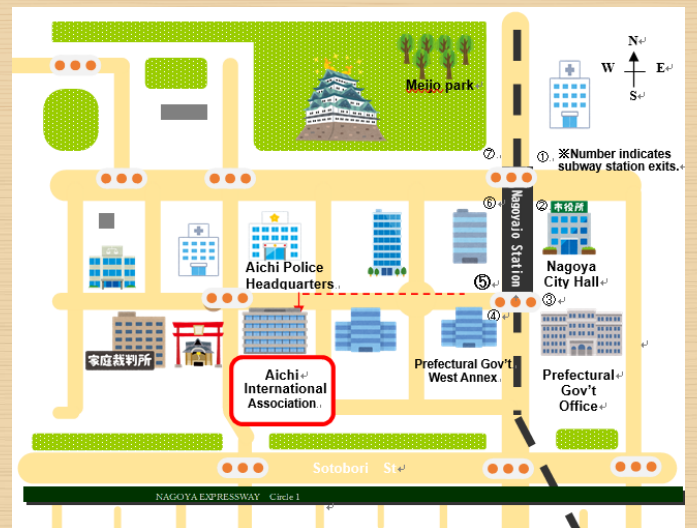 N
W E
S
Meijo park
⑦
① ※Number indicates
subway station exits.
⑥
②
市役所
Nagoyajo Station
Aichi Police
Headquarters
⑤
Nagoya
City Hall
③
④
家庭裁判所
Aichi
International
Association
Prefectural Gov't
West Annex
Prefectural
Gov't
Office
Sotobori St
NAGOYA EXPRESSWAY Circle 1